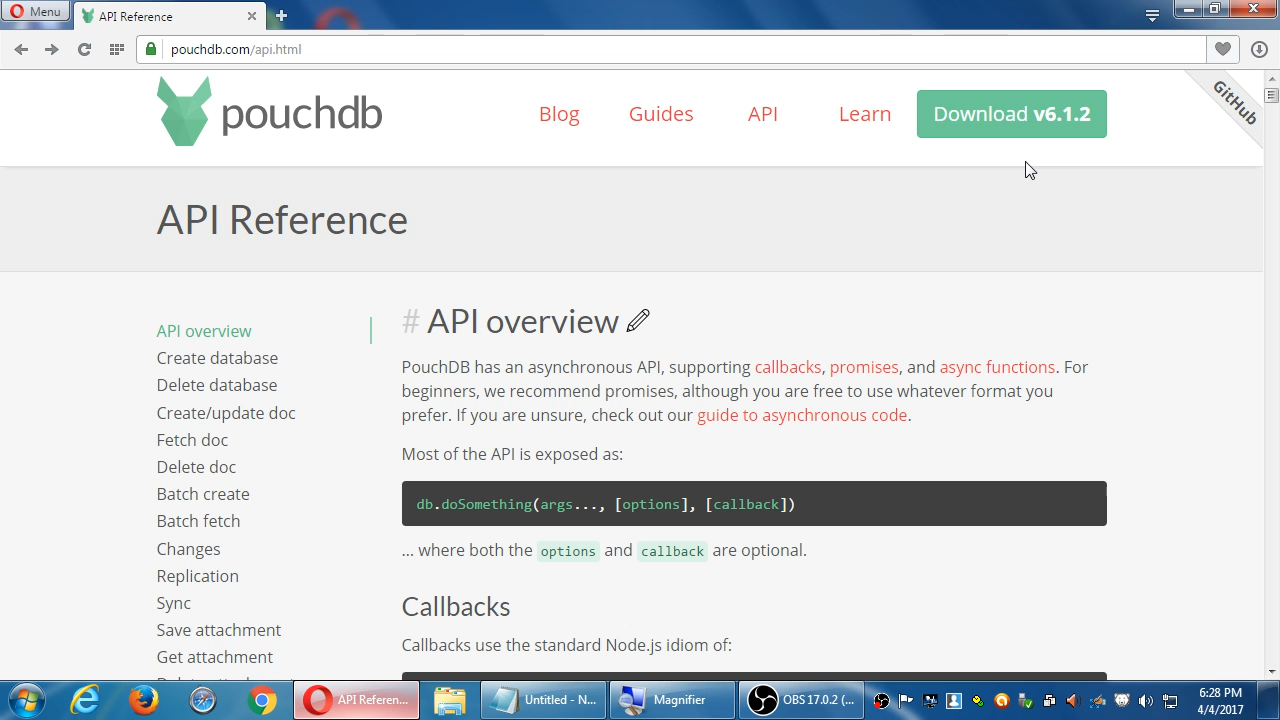 Menu
API Reference
pouchdb.com/api.html
pouchdb
Blog
Guides
API
Learn
Download v6.1.2
GitHub
API Reference
API overview
Create database
Delete database
Create/update doc
Fetch doc
Delete doc
Batch create
Batch fetch
Changes
Replication
Sync
Save attachment
Get attachment
# API overview
PouchDB has an asynchronous API, supporting callbacks, promises, and async functions. For
beginners, we recommend promises, although you are free to use whatever format you
prefer. If you are unsure, check out our guide to asynchronous code.
Most of the API is exposed as:
db.doSomething(args..., [options], [callback])
... where both the options and callback are optional.
Callbacks
Callbacks use the standard Node.js idiom of:
API Referen...
Untitled - N...
Magnifier
OBS 17.0.2 (...
6:28 PM
4/4/2017